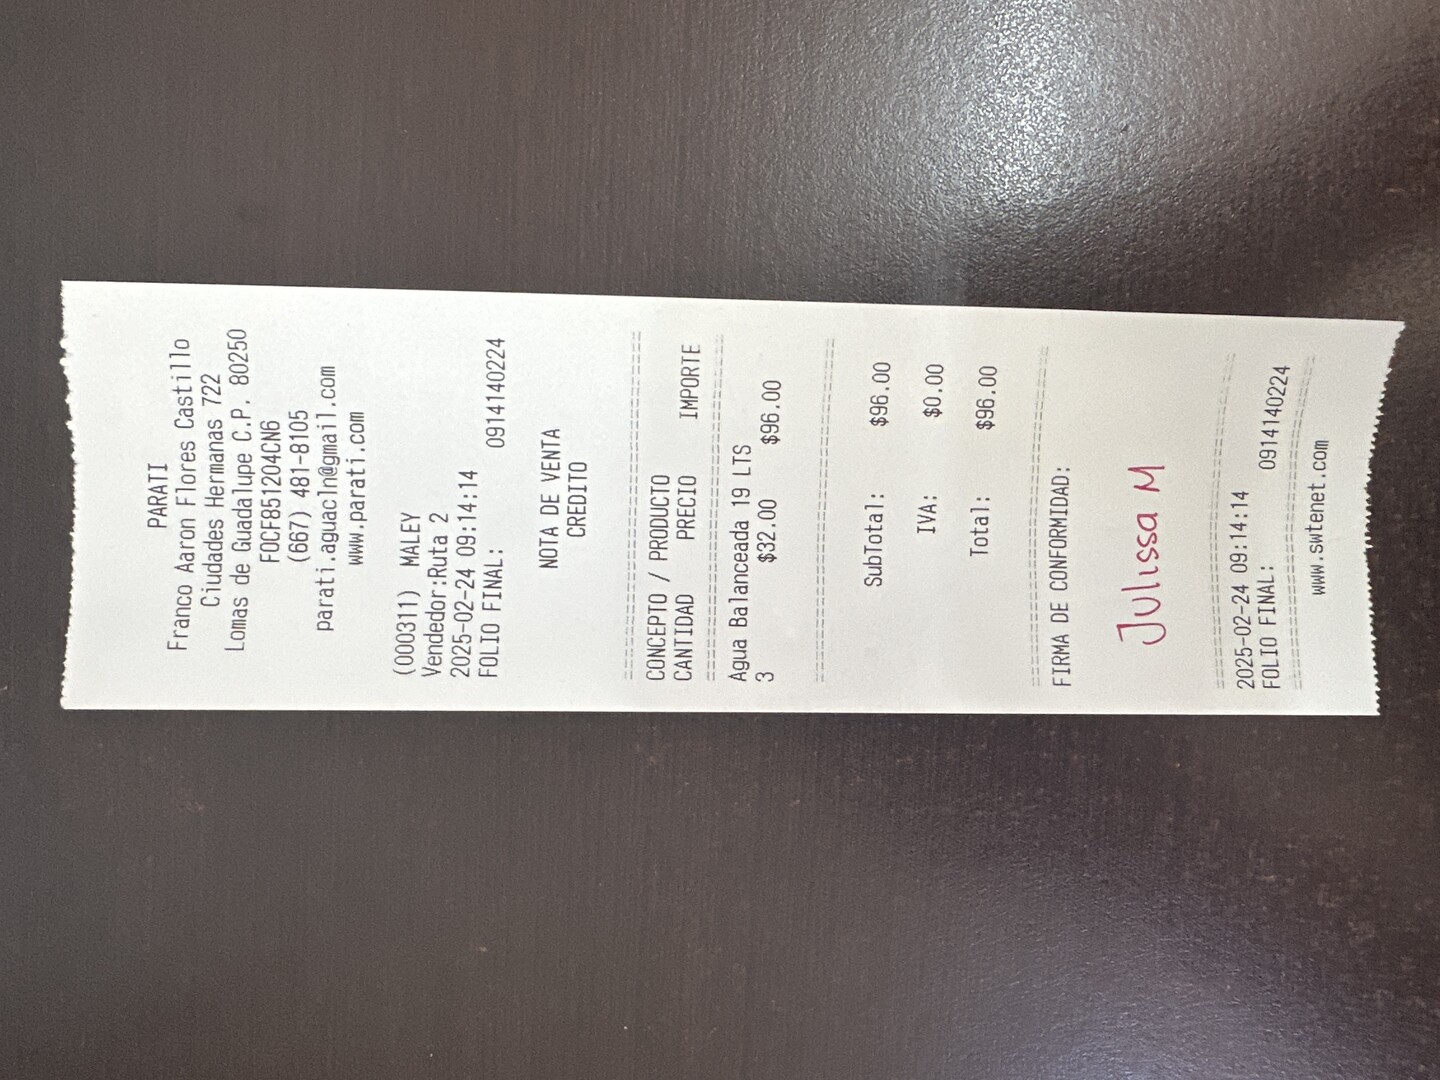 PARATI
Franco Aaron Flores Castillo
Ciudades Hermanas 722
Lomas de Guadalupe C.P. 80250
FOCF851204CN6
(667) 481-8105
parati.aguacln@gmail.com
www.parati.com
(000311) MALEY
Vendedor:Ruta 2
2025-02-24 09:14:14
FOLIO FINAL: 0914140224
NOTA DE VENTA
CREDITO
CONCEPTO / PRODUCTO
CANTIDAD PRECIO IMPORTE
Agua Balanceada 19 LTS
3 $32.00 $96.00
SubTotal: $96.00
IVA: $0.00
Total: $96.00
FIRMA DE CONFORMIDAD:
Julissa M
2025-02-24 09:14:14
FOLIO FINAL: 0914140224
www.swtenet.com